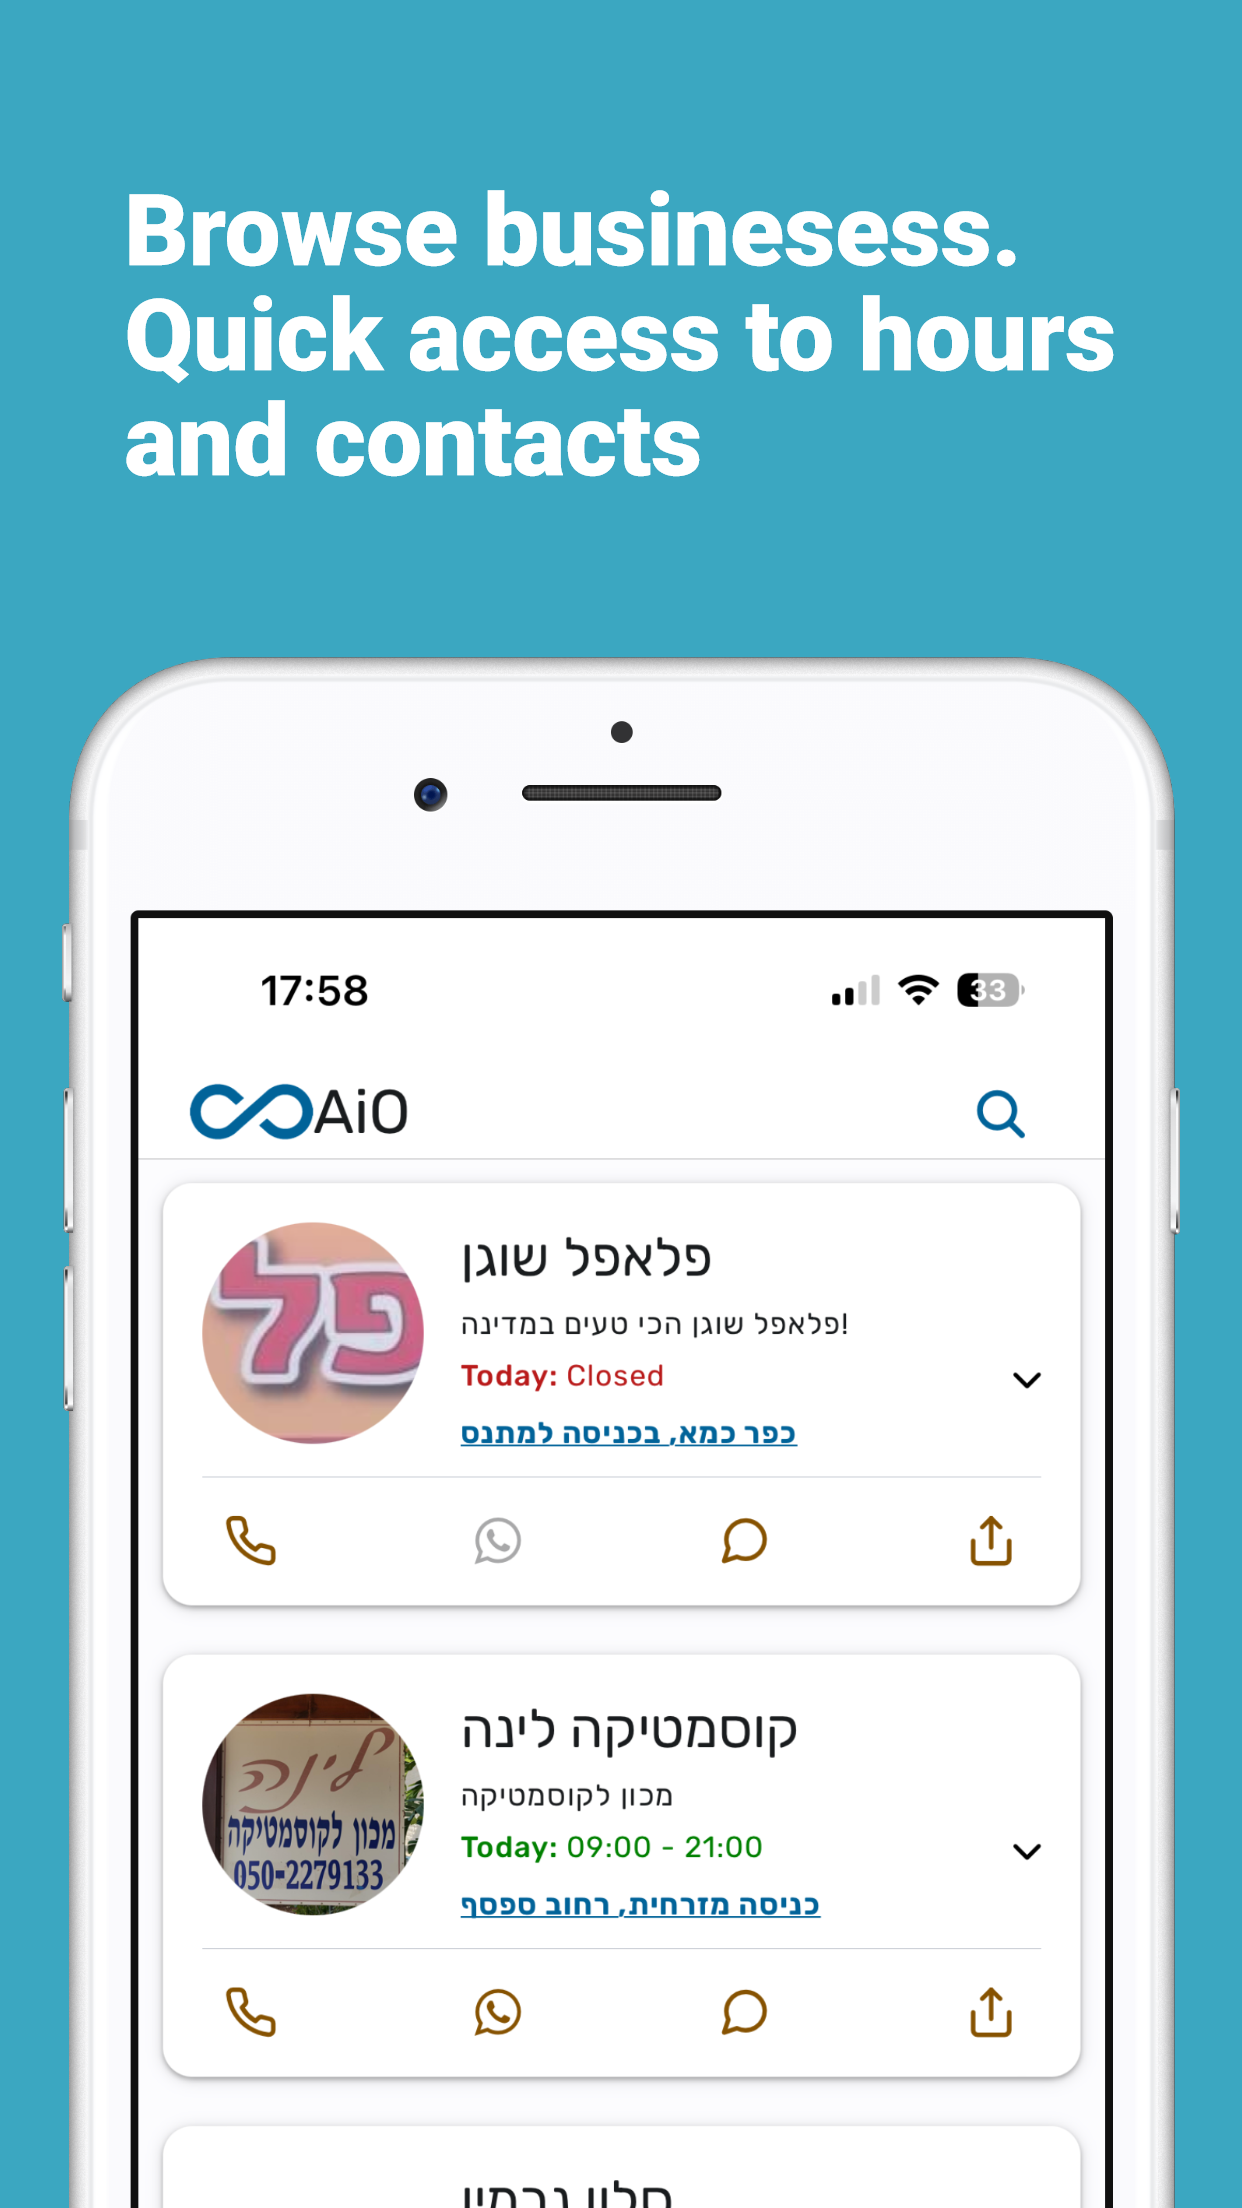 Browse businesess.
Quick access to hours
and contacts
17:58
33
AiO
פל
פלאפל שוגן
פלאפל שוגן הכי טעים במדינה!
Today: Closed
כפר כמא, בכניסה למתנס
לינה
מכון לקוסמטיקה
050-2279133
קוסמטיקה לינה
מכון לקוסמטיקה
Today: 09:00 - 21:00
כניסה מזרחית, רחוב ספסף
סלון